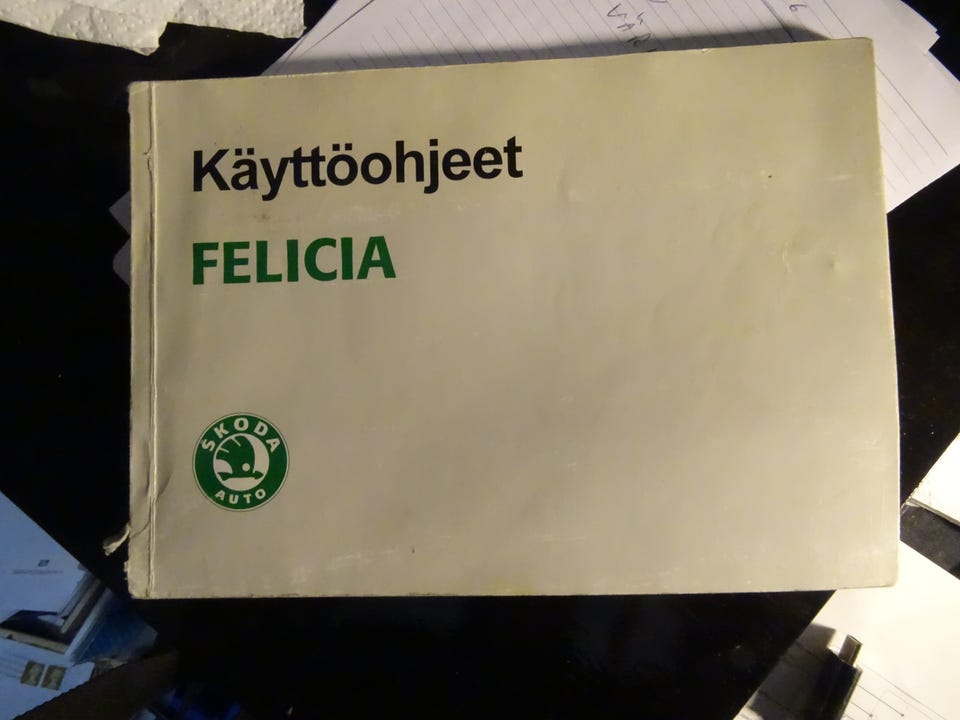 Käyttöohjeet
FELICIA
ŠKODA
AUTO